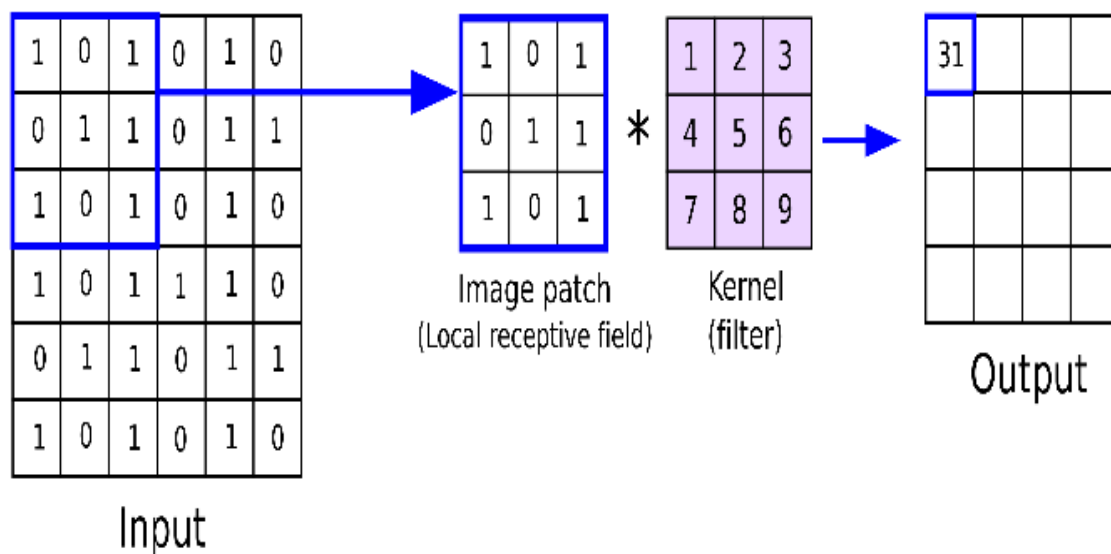 1 0 1 0 1 0
0 1 1 0 1 1
1 0 1 0 1 0
1 0 1 1 1 0
0 1 1 0 1 1
1 0 1 0 1 0
Input
1 0 1
0 1 1
1 0 1
Image patch
(Local receptive field)
*
1 2 3
4 5 6
7 8 9
Kernel
(filter)
31
Output